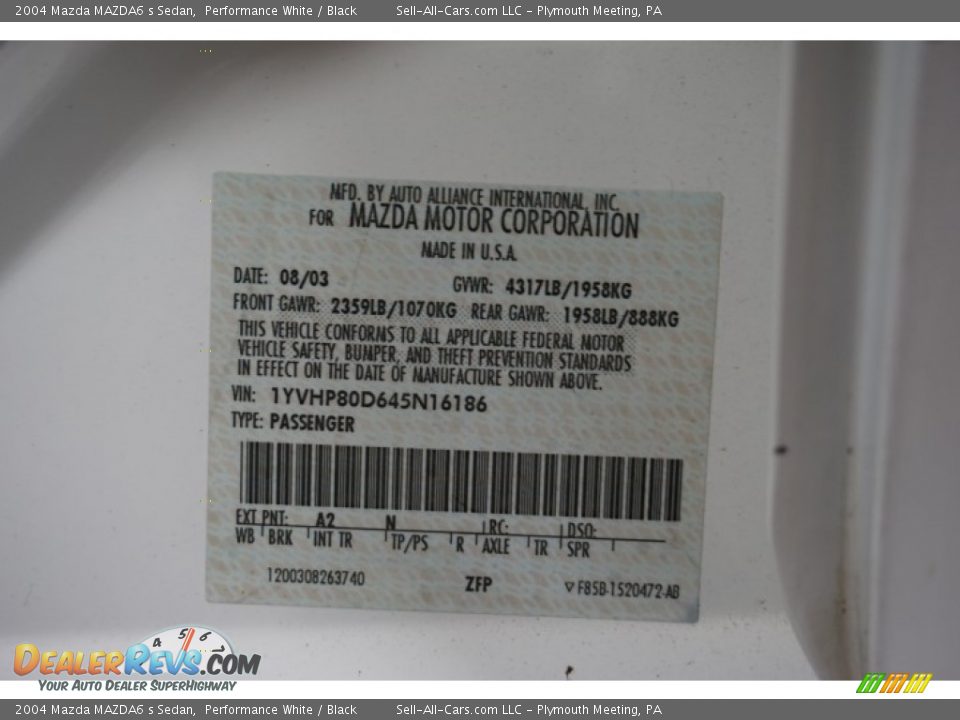 2004 Mazda MAZDA6 s Sedan,  Performance White / Black        Sell-All-Cars.com LLC - Plymouth Meeting, PA
MFD. BY AUTO ALLIANCE INTERNATIONAL, INC.
FOR MAZDA MOTOR CORPORATION
MADE IN U.S.A.
DATE: 08/03 GVWR: 4317LB/1958KG
FRONT GAWR: 2359LB/1070KG REAR GAWR: 1958LB/888KG
THIS VEHICLE CONFORMS TO ALL APPLICABLE FEDERAL MOTOR
VEHICLE SAFETY, BUMPER, AND THEFT PREVENTION STANDARDS
IN EFFECT ON THE DATE OF MANUFACTURE SHOWN ABOVE.
VIN: 1YVHP80D645N16186
TYPE: PASSENGER
EXT PNT: A2 N RC: DSO:
WB BRK INT TR TP/PS R AXLE TR SPR
1200308263740 ZFP ▽ F85B-1520472-AB
4 5 6
DEALERREVS.COM
YOUR AUTO DEALER SUPERHIGHWAY
2004 Mazda MAZDA6 s Sedan,  Performance White / Black        Sell-All-Cars.com LLC - Plymouth Meeting, PA